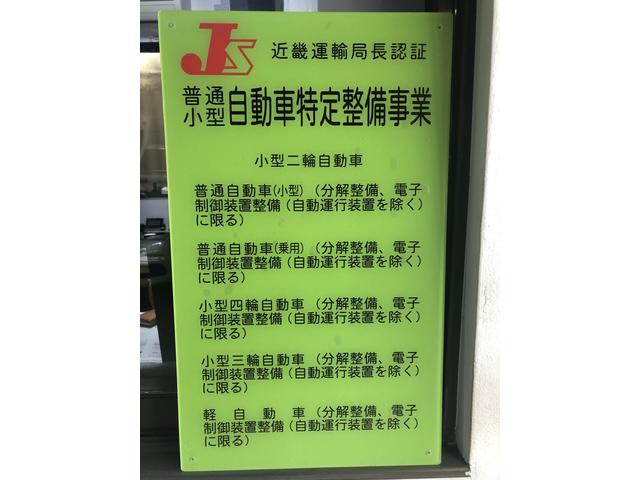 JS 近畿運輸局長認証
普通
小型 自動車特定整備事業
小型二輪自動車
普通自動車(小型)（分解整備、電子
制御装置整備（自動運行装置を除く）
に限る）
普通自動車(乗用)（分解整備、電子
制御装置整備（自動運行装置を除く）
に限る）
小型四輪自動車（分解整備、電子
制御装置整備（自動運行装置を除く）
に限る）
小型三輪自動車（分解整備、電子
制御装置整備（自動運行装置を除く）
に限る）
軽自動車（分解整備、電子
制御装置整備（自動運行装置を除く）
に限る）